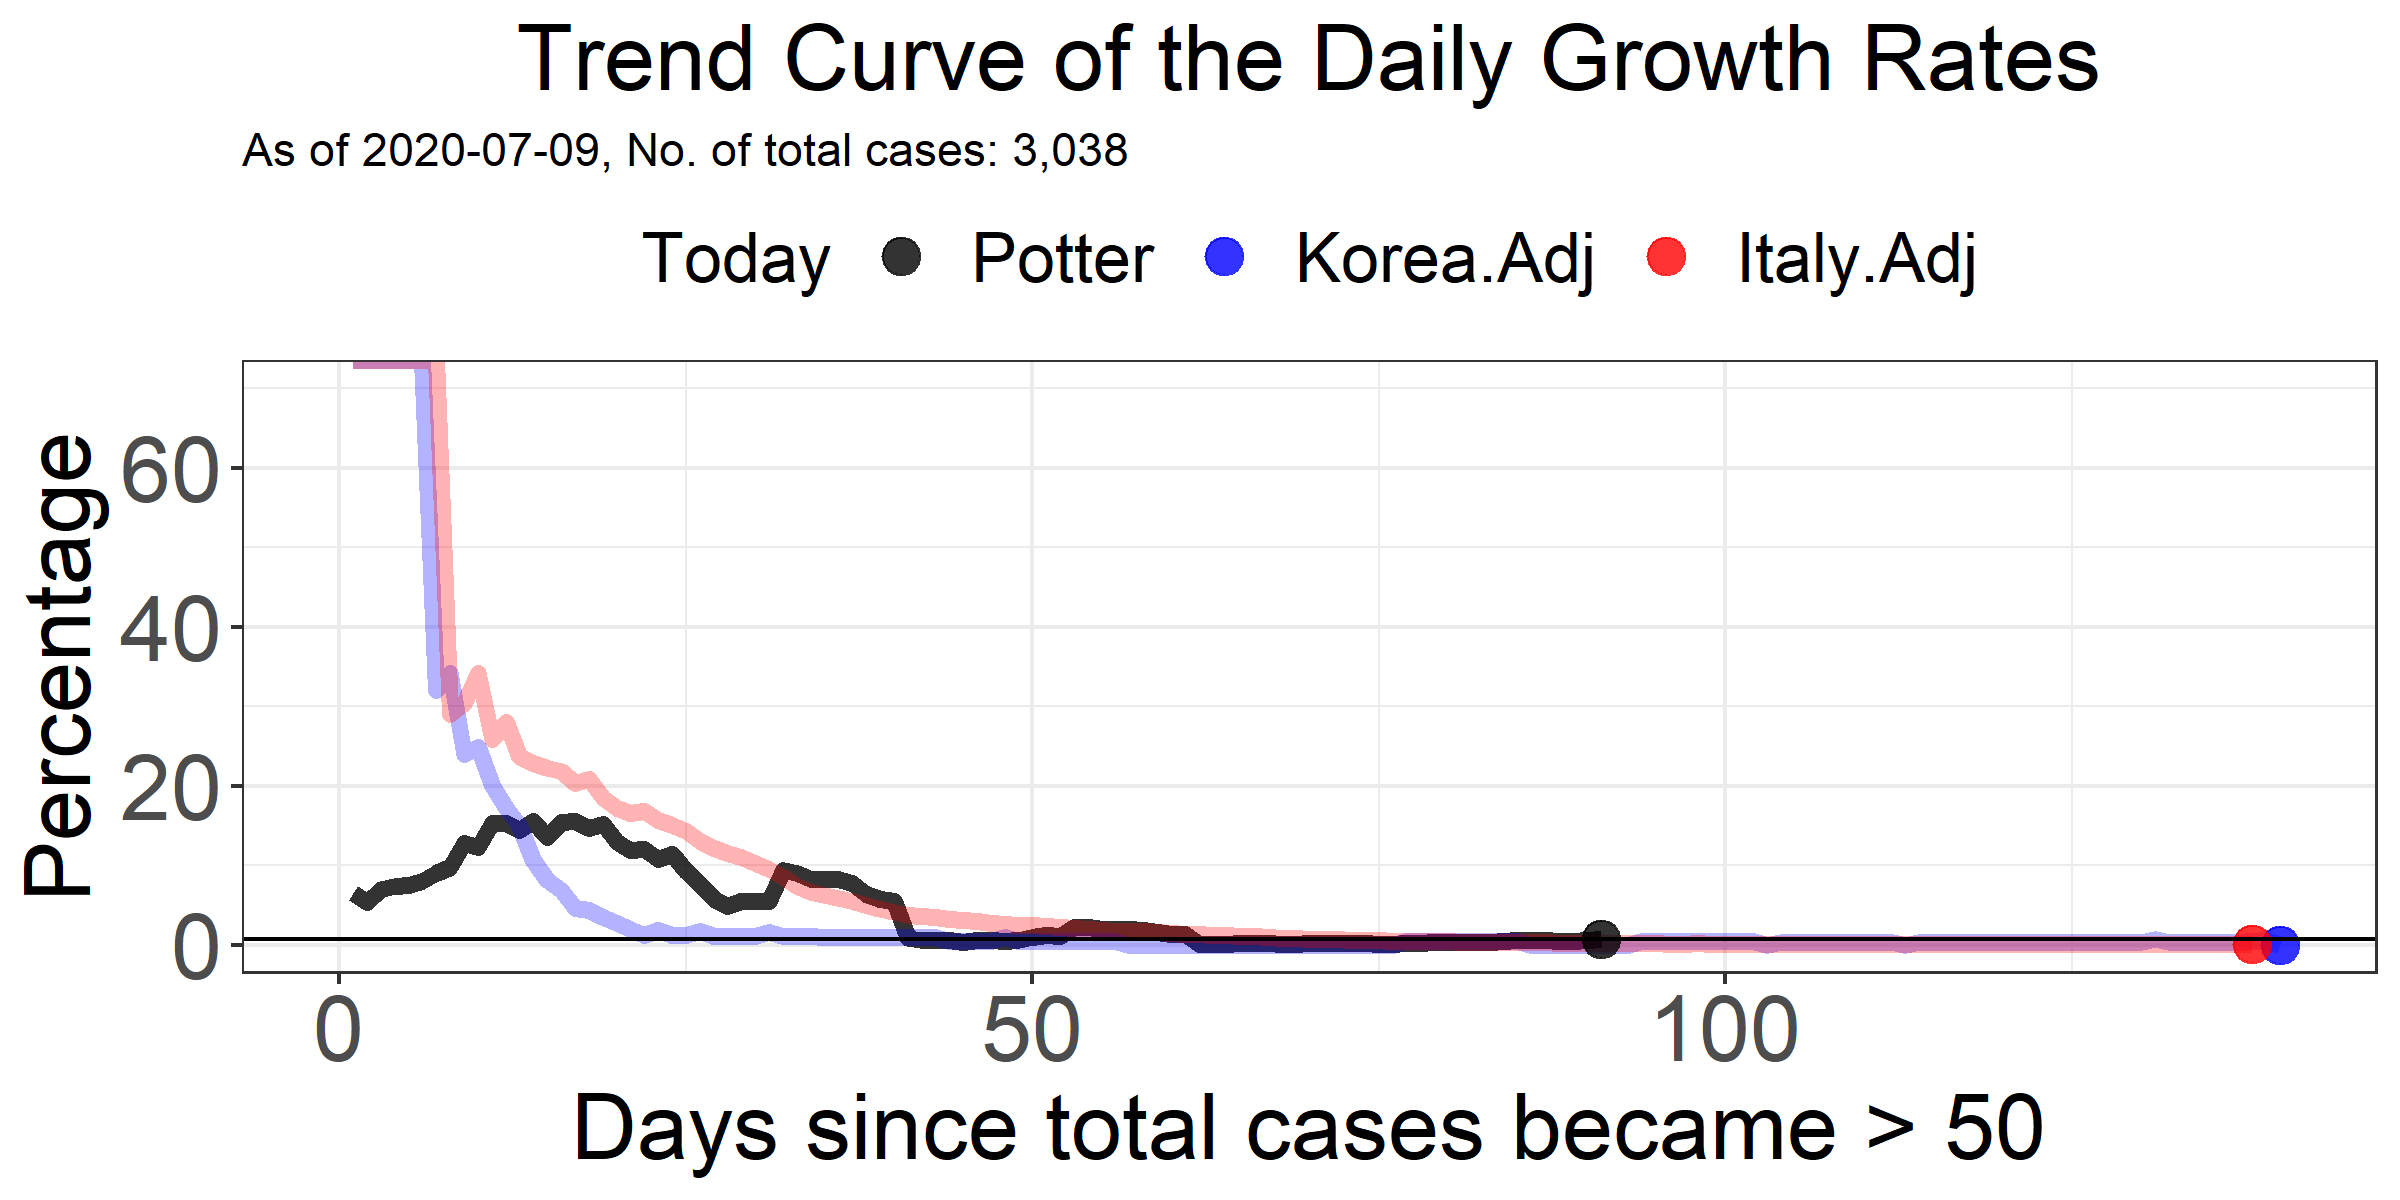 Trend Curve of the Daily Growth Rates
As of 2020-07-09, No. of total cases: 3,038
Today Potter Korea.Adj Italy.Adj
Percentage
60
40
20
0
0 50 100
Days since total cases became > 50